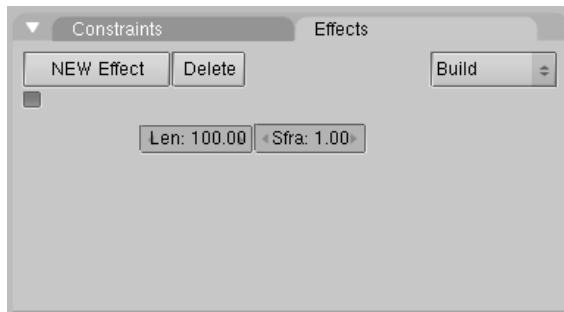 Constraints Effects
NEW Effect Delete Build
Len: 100.00 Sfra: 1.00